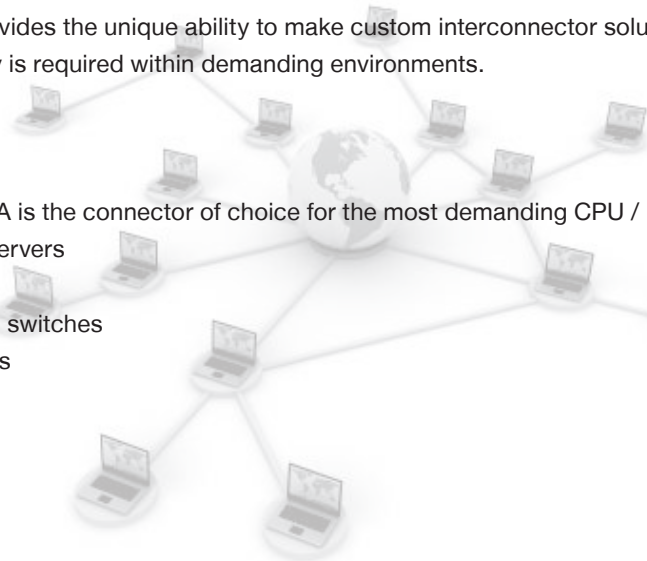 vides the unique ability to make custom interconnector solu
y is required within demanding environments.
A is the connector of choice for the most demanding CPU /
ervers
switches
s